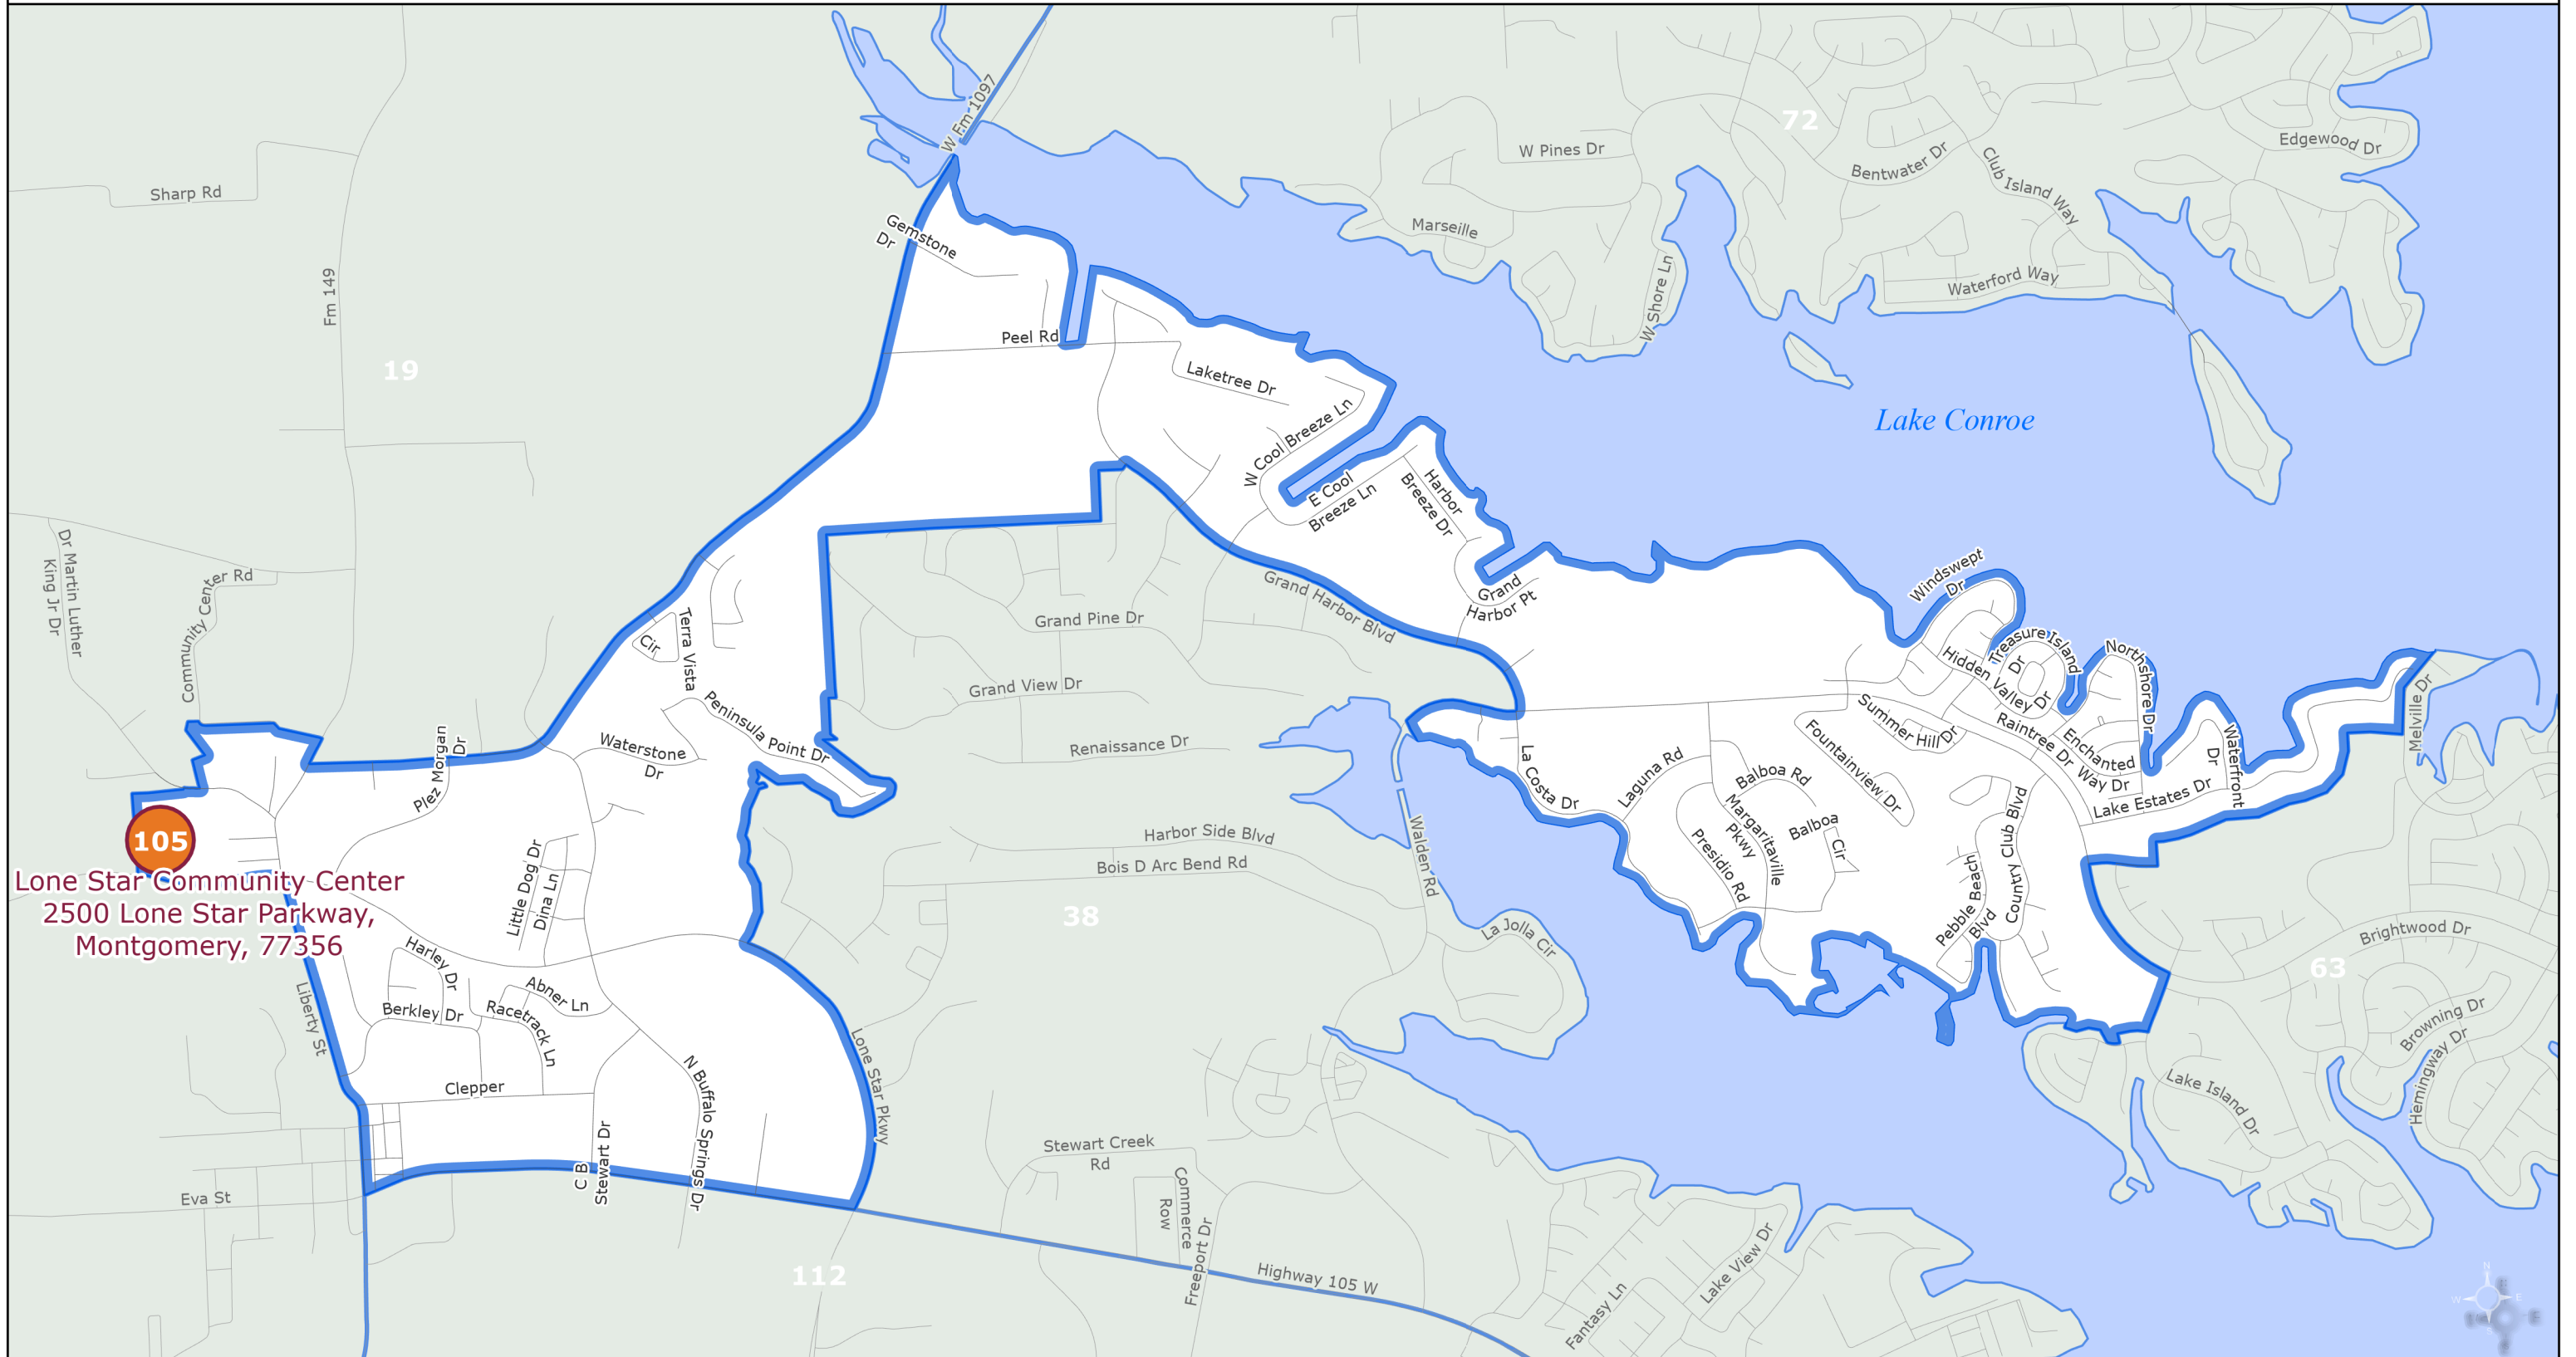 W Fm 1097
72
W Pines Dr
Bentwater Dr
Club Island Way
Edgewood Dr
Sharp Rd
Gemstone
Dr
Marseille
W Shore Ln
Waterford Way
Fm 149
Peel Rd
19
Laketree Dr
Lake Conroe
W Cool Breeze Ln
E Cool
Breeze Ln
Harbor
Breeze Dr
Dr Martin Luther
King Jr Dr
Community Center Rd
Grand
Harbor Pt
Grand Harbor Blvd
Windswept
Dr
Grand Pine Dr
Terra Vista
Cir
Treasure Island
Dr
Hidden Valley Dr
Northshore Dr
Grand View Dr
Peninsula Point Dr
Summer Hill Dr
Raintree Dr
Enchanted
Way Dr
Waterfront
Dr
Melville Dr
Plez Morgan
Dr
Waterstone
Dr
Renaissance Dr
La Costa Dr
Laguna Rd
Balboa Rd
Fountainview Dr
Lake Estates Dr
105
Lone Star Community Center
2500 Lone Star Parkway,
Montgomery, 77356
Little Dog Dr
Dina Ln
Harbor Side Blvd
Bois D Arc Bend Rd
Walden Rd
Margaritaville
Pkwy
Presidio Rd
Balboa
Cir
Country Club Blvd
Pebble Beach
Blvd
38
La Jolla Cir
Brightwood Dr
63
Harley Dr
Abner Ln
Berkley Dr
Racetrack Ln
Liberty St
Browning Dr
Hemingway Dr
Lake Island Dr
Clepper
N Buffalo Springs Dr
Lone Star Pkwy
C B
Stewart Dr
Stewart Creek
Rd
Commerce
Row
Freeport Dr
Eva St
112
Highway 105 W
Fantasy Ln
Lake View Dr
N
W
E
S